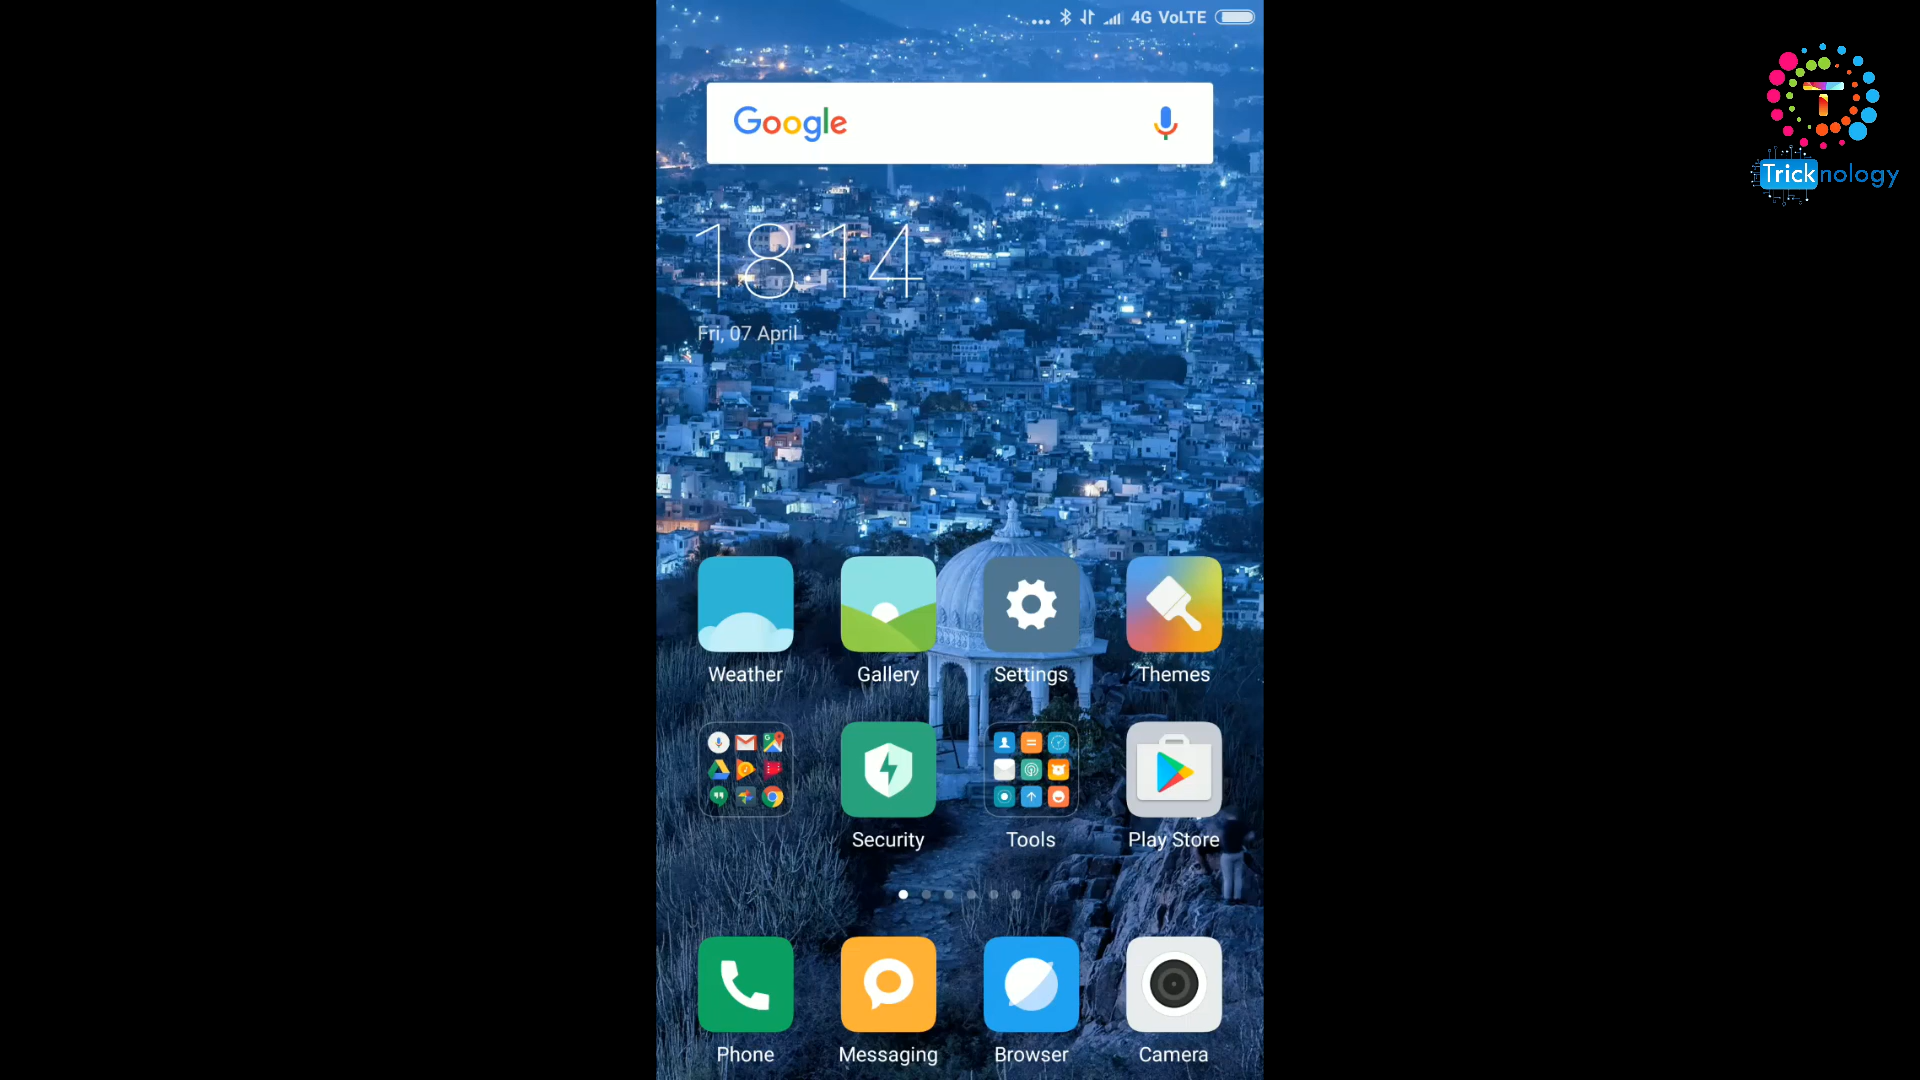 4G VoLTE
Google
T
Tricknology
18:14
Fri, 07 April
Weather
Gallery
Settings
Themes
Security
Tools
Play Store
Phone
Messaging
Browser
Camera